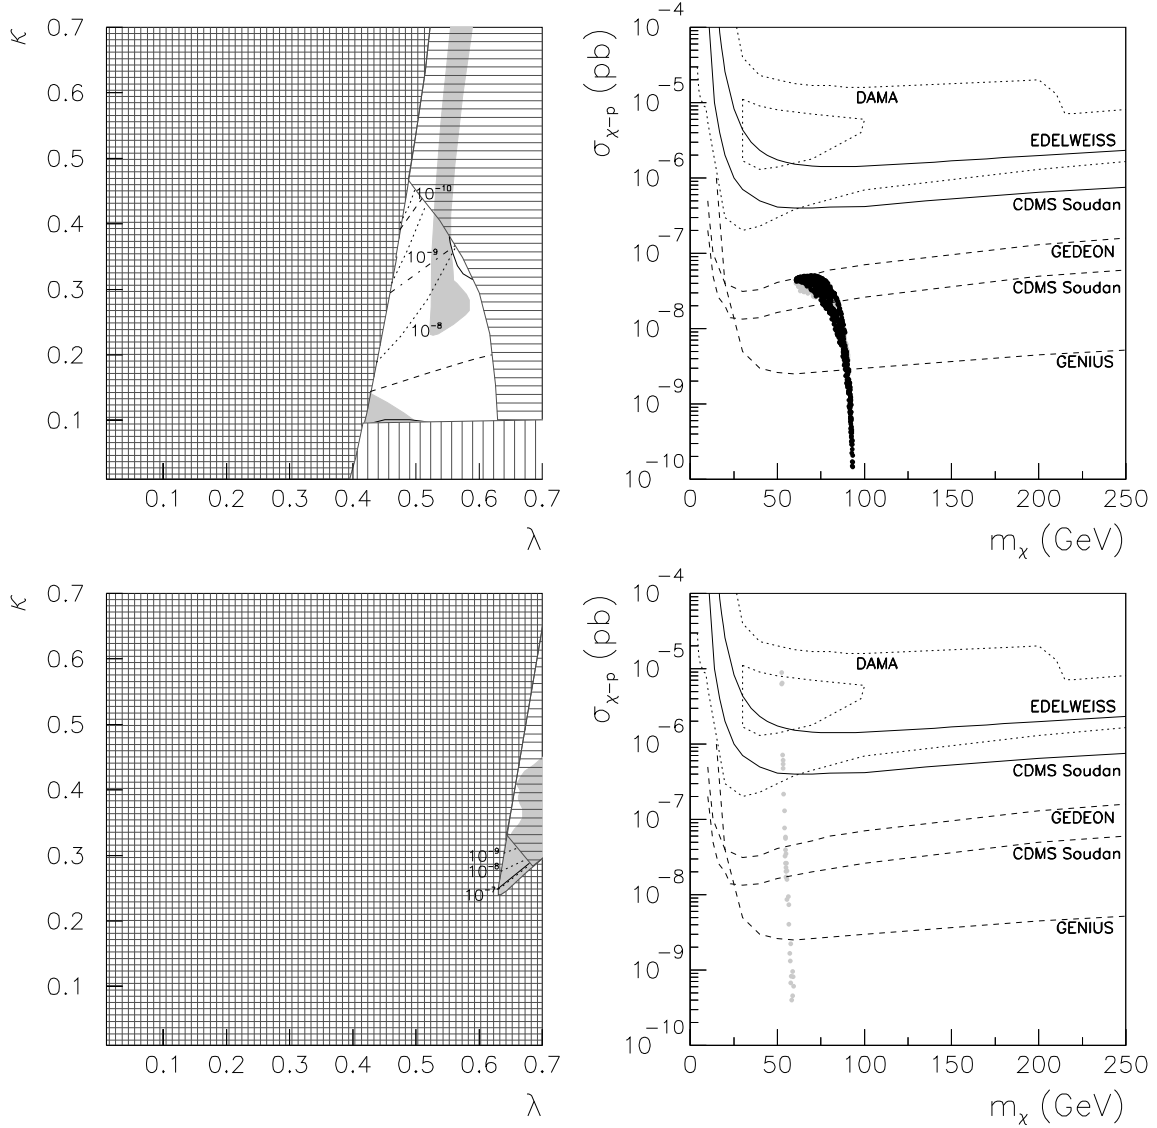 κ
0.7
0.6
0.5
0.4
0.3
0.2
0.1
10⁻¹⁰
10⁻⁹
10⁻⁸
0.1 0.2 0.3 0.4 0.5 0.6 0.7
λ
σχ-p (pb)
10⁻⁴
10⁻⁵
10⁻⁶
10⁻⁷
10⁻⁸
10⁻⁹
10⁻¹⁰
DAMA
EDELWEISS
CDMS Soudan
GEDEON
CDMS Soudan
GENIUS
0 50 100 150 200 250
mχ (GeV)
κ
0.7
0.6
0.5
0.4
0.3
0.2
0.1
10⁻⁹
10⁻⁸
10⁻⁷
0.1 0.2 0.3 0.4 0.5 0.6 0.7
λ
σχ-p (pb)
10⁻⁴
10⁻⁵
10⁻⁶
10⁻⁷
10⁻⁸
10⁻⁹
10⁻¹⁰
DAMA
EDELWEISS
CDMS Soudan
GEDEON
CDMS Soudan
GENIUS
0 50 100 150 200 250
mχ (GeV)